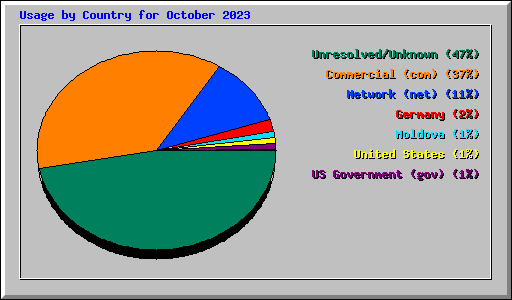 Usage by Country for October 2023
Unresolved/Unknown (47%)
Commercial (com) (37%)
Network (net) (11%)
Germany (2%)
Moldova (1%)
United States (1%)
US Government (gov) (1%)